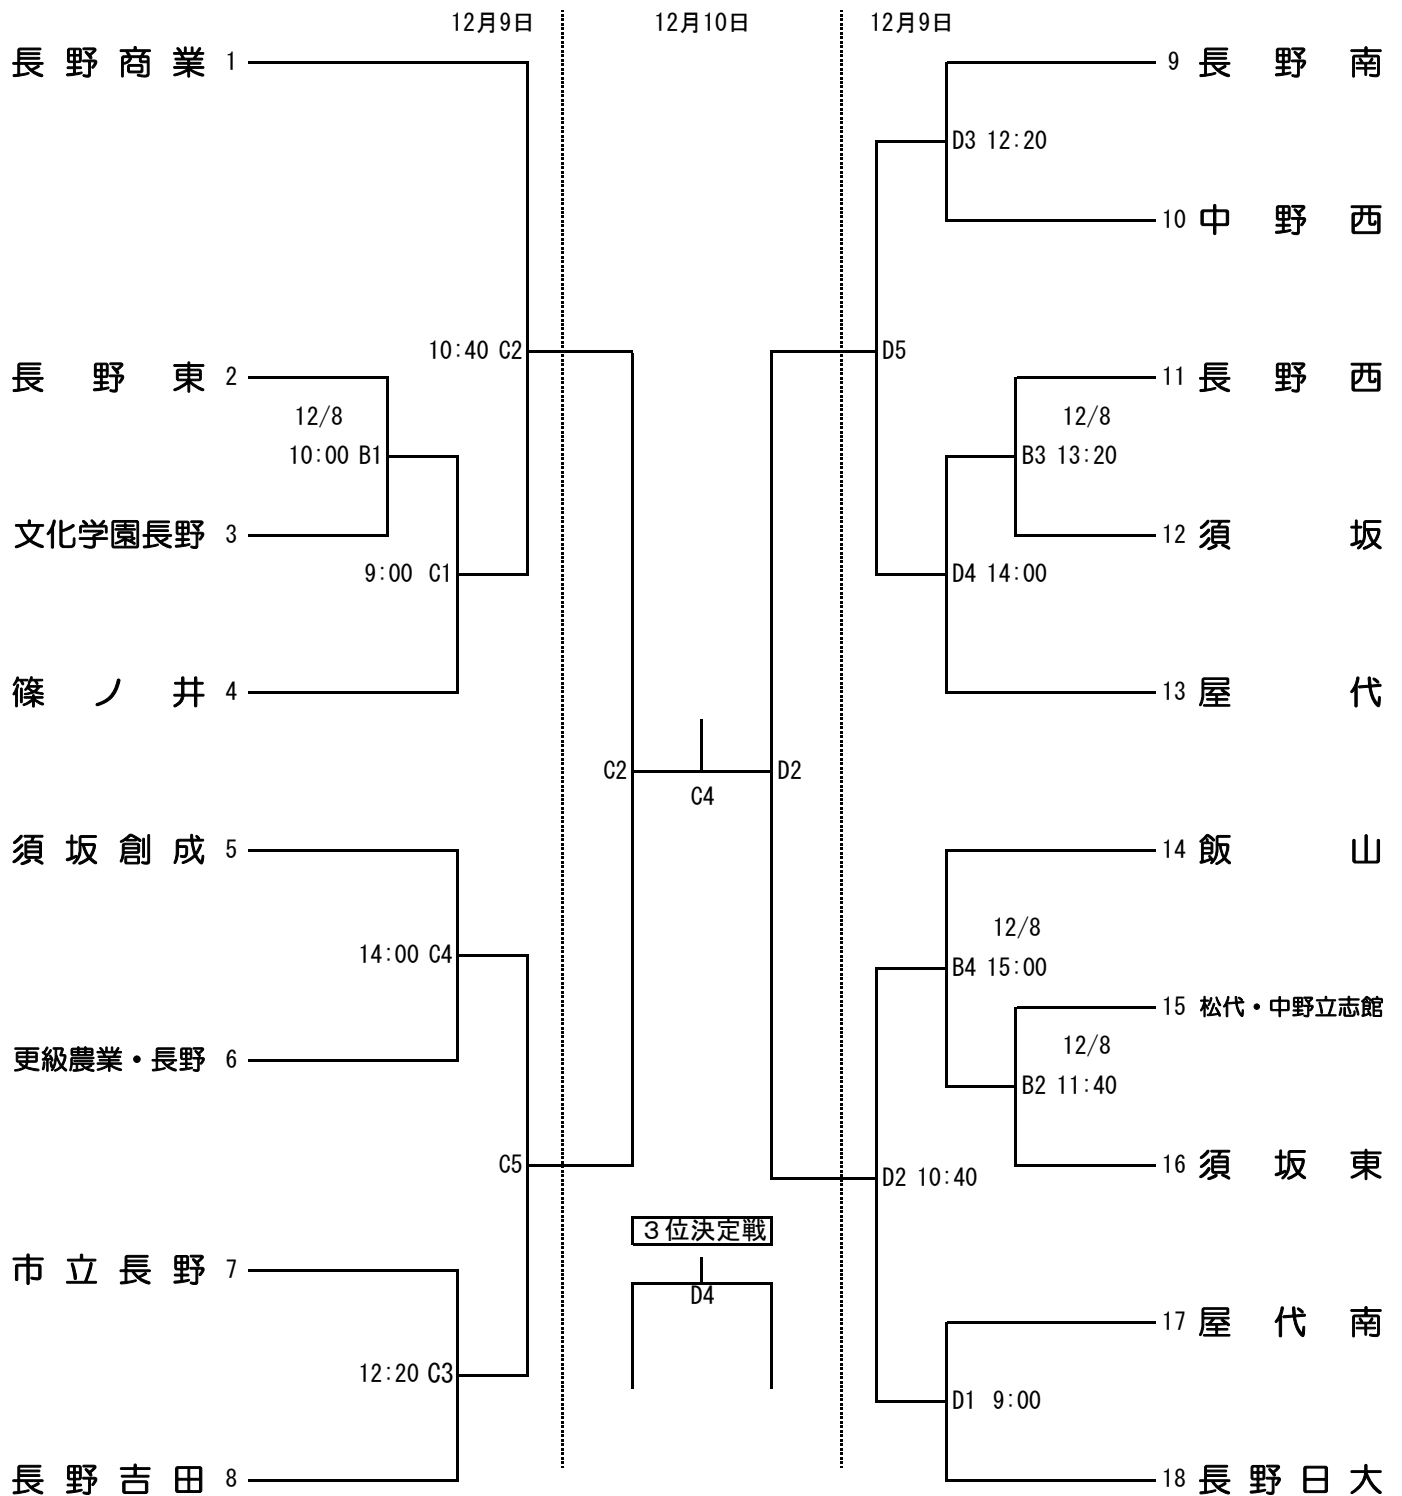 12月9日 12月10日 12月9日
長野商業 1
9 長野南
D3 12:20
10 中野西
10:40 C2
D5
長野東 2
11 長野西
12/8
12/8
10:00 B1
B3 13:20
文化学園長野 3
12 須坂
9:00 C1
D4 14:00
篠ノ井 4
13 屋代
C2
D2
C4
須坂創成 5
14 飯山
12/8
14:00 C4
B4 15:00
15 松代・中野立志館
12/8
更級農業・長野 6
B2 11:40
C5
16 須坂東
D2 10:40
3位決定戦
D4
市立長野 7
17 屋代南
12:20 C3
D1 9:00
長野吉田 8
18 長野日大